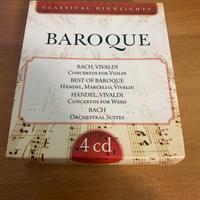 CLASSICAL HIGHLIGHTS
BAROQUE
BACH, VIVALDI
CONCERTOS FOR VIOLIN
BEST OF BAROQUE
HÄNDEL, MARCELLO, VIVALDI
HÄNDEL, VIVALDI
CONCERTOS FOR WIND
BACH
ORCHESTRAL SUITES
4 cd